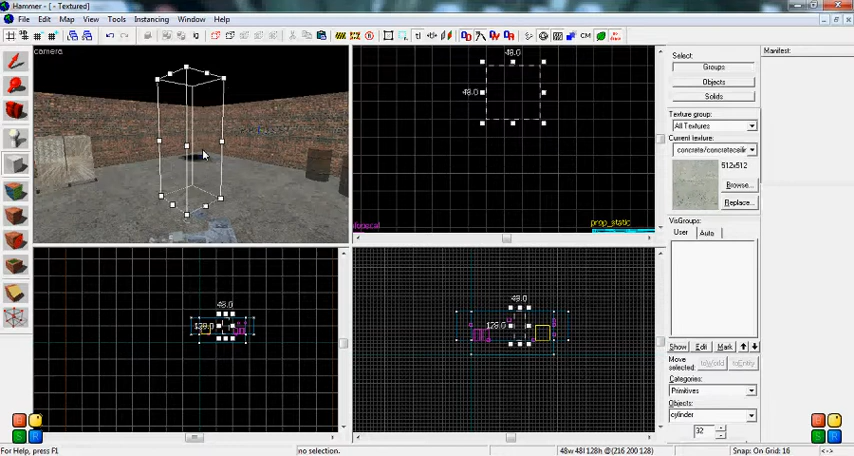 Hammer - [ - Textured]
File Edit Map View Tools Instancing Window Help
camera
48.0
48.0
prop_static
48.0
128.0
48.0
128.0
Select:
Groups
Objects
Solids
Texture group:
All Textures
Current texture:
concrete/concreteceilin
512x512
Browse...
Replace...
VisGroups:
User Auto
Show Edit Mark
Move
selected:
toWorld toEntity
Categories:
Primitives
Objects:
cylinder
32
Manifest:
For Help, press F1
no selection.
48w 48l 128h @(216 200 128)
Snap: On Grid: 16
<->